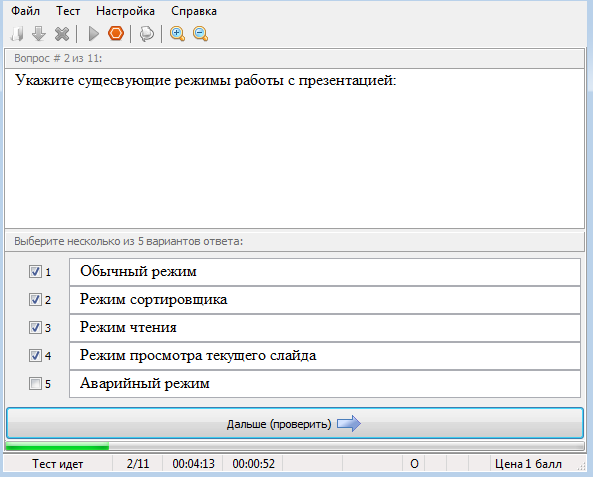 Файл Тест Настройка Справка
Вопрос # 2 из 11:
Укажите сущесвующие режимы работы с презентацией:
Выберите несколько из 5 вариантов ответа:
1 Обычный режим
2 Режим сортировщика
3 Режим чтения
4 Режим просмотра текущего слайда
5 Аварийный режим
Дальше (проверить)
Тест идет 2/11 00:04:13 00:00:52 О Цена 1 балл